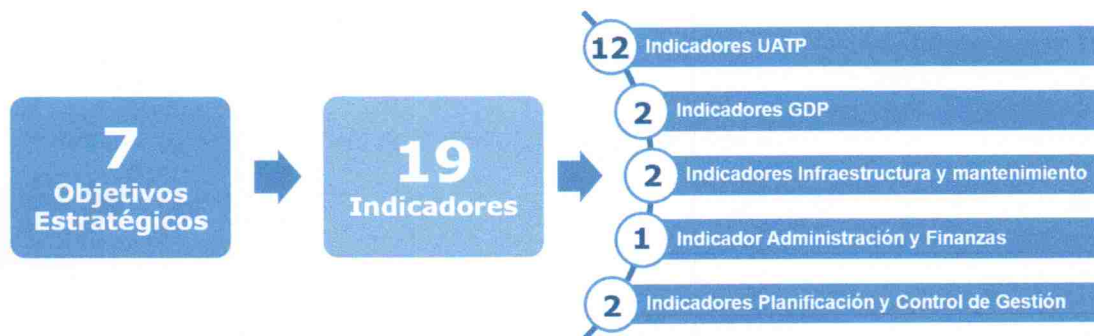 7
Objetivos
Estratégicos
19
Indicadores
12 Indicadores UATP
2 Indicadores GDP
2 Indicadores Infraestructura y mantenimiento
1 Indicador Administración y Finanzas
2 Indicadores Planificación y Control de Gestión